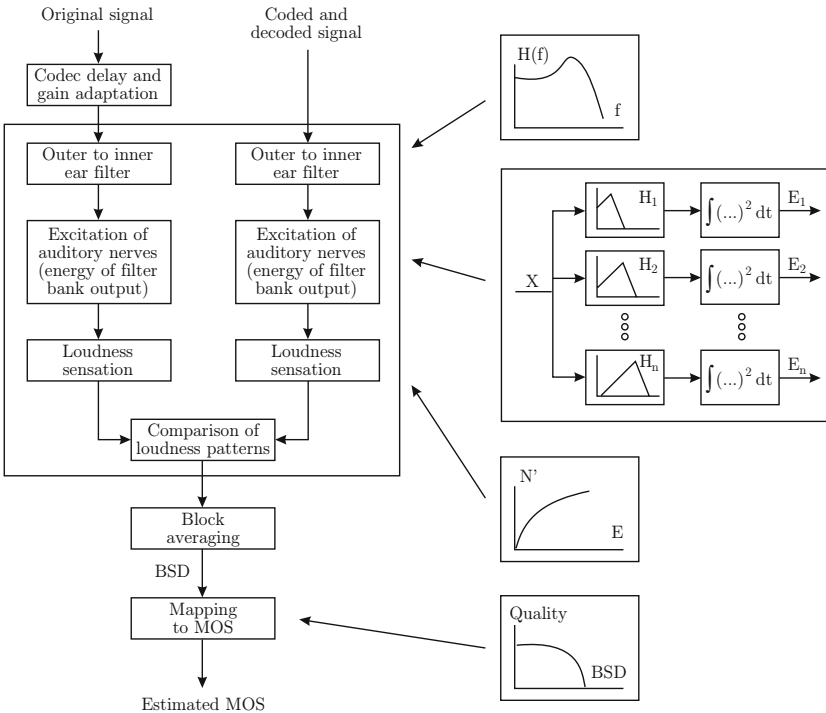 Original signal
Coded and
decoded signal
Codec delay and
gain adaptation
Outer to inner
ear filter
Outer to inner
ear filter
Excitation of
auditory nerves
(energy of filter
bank output)
Excitation of
auditory nerves
(energy of filter
bank output)
Loudness
sensation
Loudness
sensation
Comparison of
loudness patterns
Block
averaging
BSD
Mapping
to MOS
Estimated MOS
H(f)
f
X
H₁
∫(...)² dt
E₁
H₂
∫(...)² dt
E₂
Hₙ
∫(...)² dt
Eₙ
N’
E
Quality
BSD